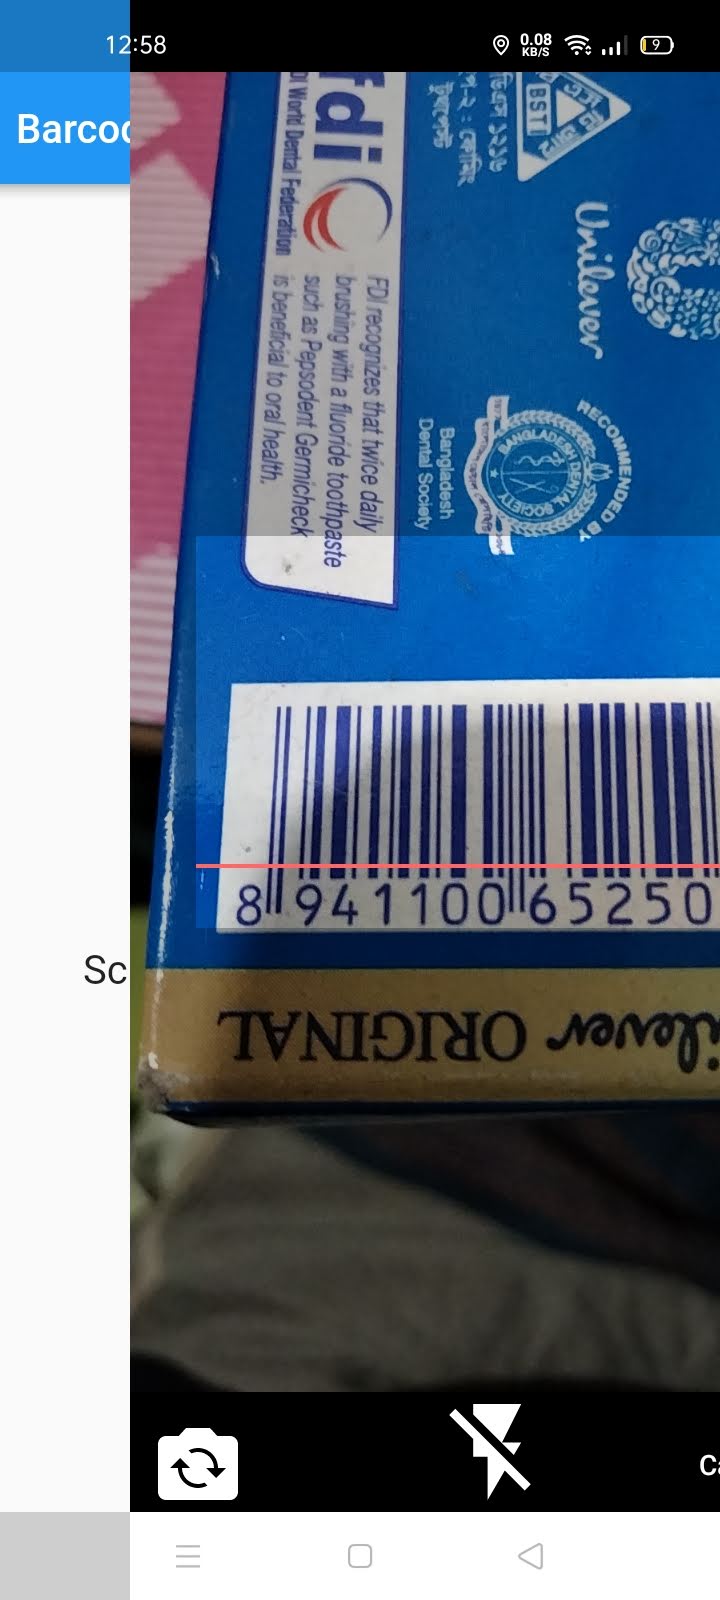 12:58
0.08
KB/S
9
Barcoc
fdi
DI World Dental Federation
FDI recognizes that twice daily
brushing with a fluoride toothpaste
such as Pepsodent Germicheck
is beneficial to oral health.
BSTI
Unilever
RECOMMENDED BY
BANGLADESH DENTAL SOCIETY
Bangladesh
Dental Society
8 941100 65250
Sc
ilever ORIGINAL
Ca